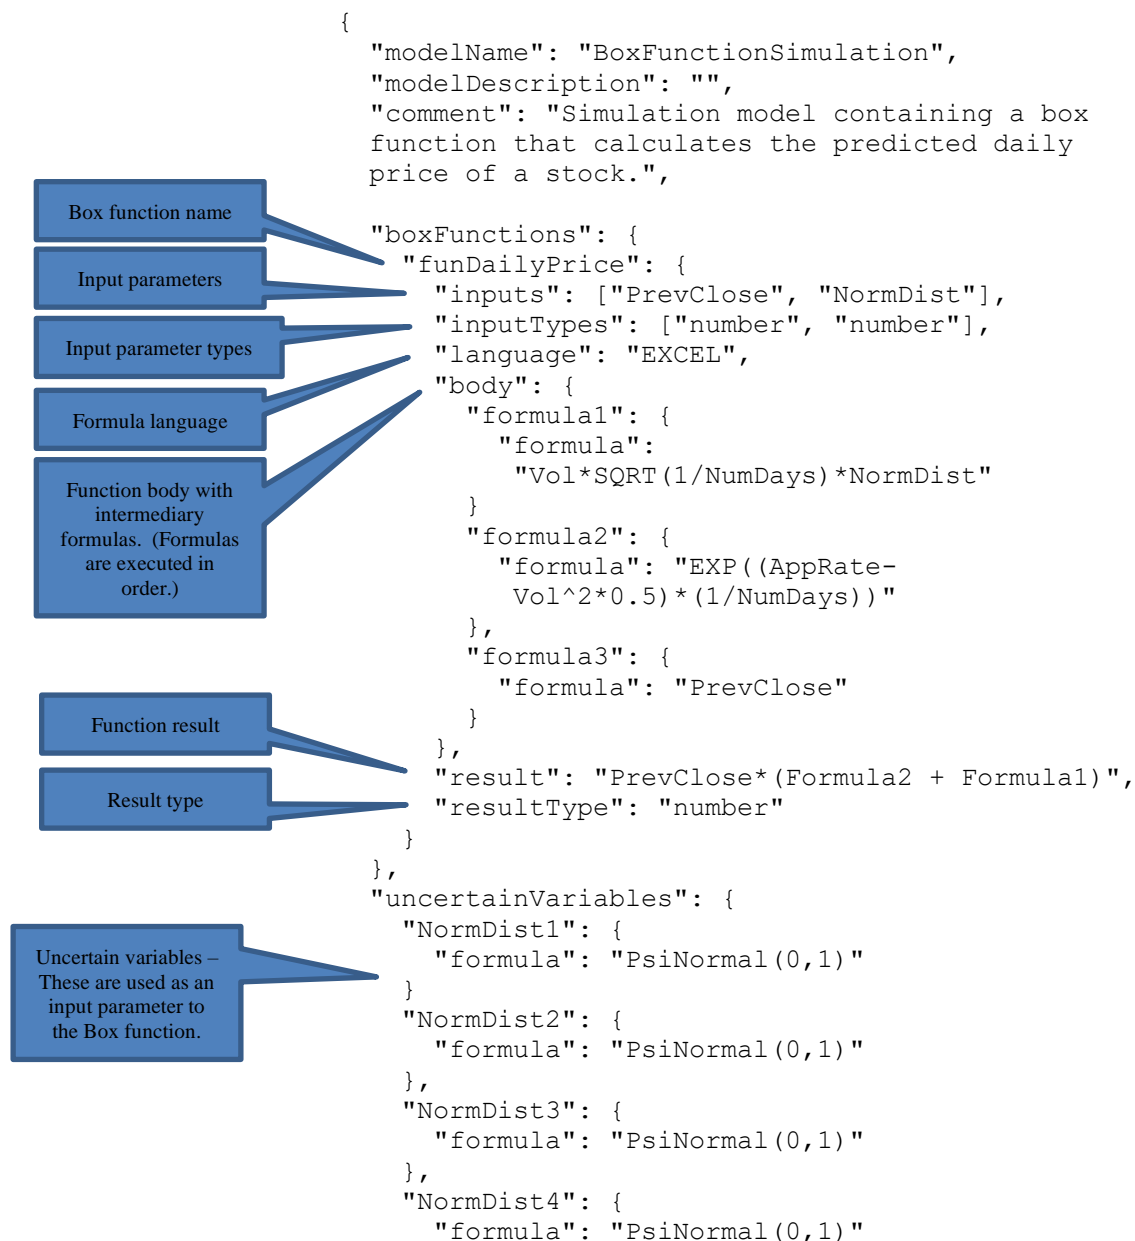 {
"modelName": "BoxFunctionSimulation",
"modelDescription": "",
"comment": "Simulation model containing a box
function that calculates the predicted daily
price of a stock.",
Box function name
"boxFunctions": {
"funDailyPrice": {
Input parameters
"inputs": ["PrevClose", "NormDist"],
"inputTypes": ["number", "number"],
Input parameter types
"language": "EXCEL",
"body": {
Formula language
"formula1": {
"formula":
"Vol*SQRT(1/NumDays)*NormDist"
}
Function body with
intermediary
formulas. (Formulas
are executed in
order.)
"formula2": {
"formula": "EXP((AppRate-
Vol^2*0.5)*(1/NumDays))"
},
"formula3": {
"formula": "PrevClose"
}
},
Function result
"result": "PrevClose*(Formula2 + Formula1)",
Result type
"resultType": "number"
}
},
"uncertainVariables": {
"NormDist1": {
"formula": "PsiNormal(0,1)"
}
Uncertain variables –
These are used as an
input parameter to
the Box function.
"NormDist2": {
"formula": "PsiNormal(0,1)"
},
"NormDist3": {
"formula": "PsiNormal(0,1)"
},
"NormDist4": {
"formula": "PsiNormal(0,1)"